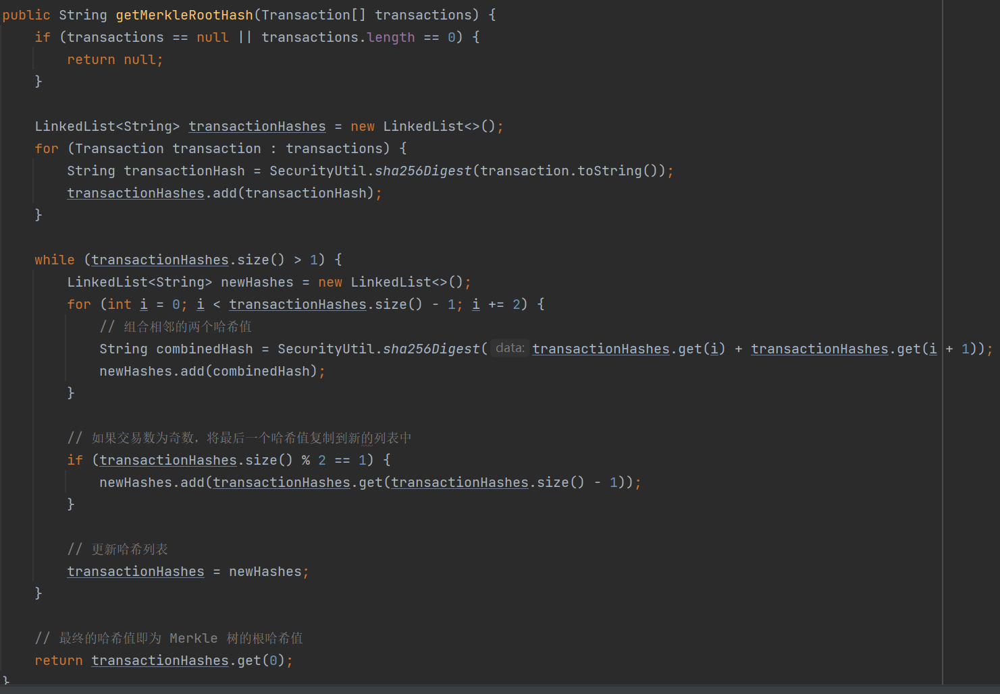 public String getMerkleRootHash(Transaction[] transactions) {
    if (transactions == null || transactions.length == 0) {
        return null;
    }
    LinkedList<String> transactionHashes = new LinkedList<>();
    for (Transaction transaction : transactions) {
        String transactionHash = SecurityUtil.sha256Digest(transaction.toString());
        transactionHashes.add(transactionHash);
    }
    while (transactionHashes.size() > 1) {
        LinkedList<String> newHashes = new LinkedList<>();
        for (int i = 0; i < transactionHashes.size() - 1; i += 2) {
            // 组合相邻的两个哈希值
            String combinedHash = SecurityUtil.sha256Digest( data: transactionHashes.get(i) + transactionHashes.get(i + 1));
            newHashes.add(combinedHash);
        }
        // 如果交易数为奇数，将最后一个哈希值复制到新的列表中
        if (transactionHashes.size() % 2 == 1) {
            newHashes.add(transactionHashes.get(transactionHashes.size() - 1));
        }
        // 更新哈希列表
        transactionHashes = newHashes;
    }
    // 最终的哈希值即为 Merkle 树的根哈希值
    return transactionHashes.get(0);
}